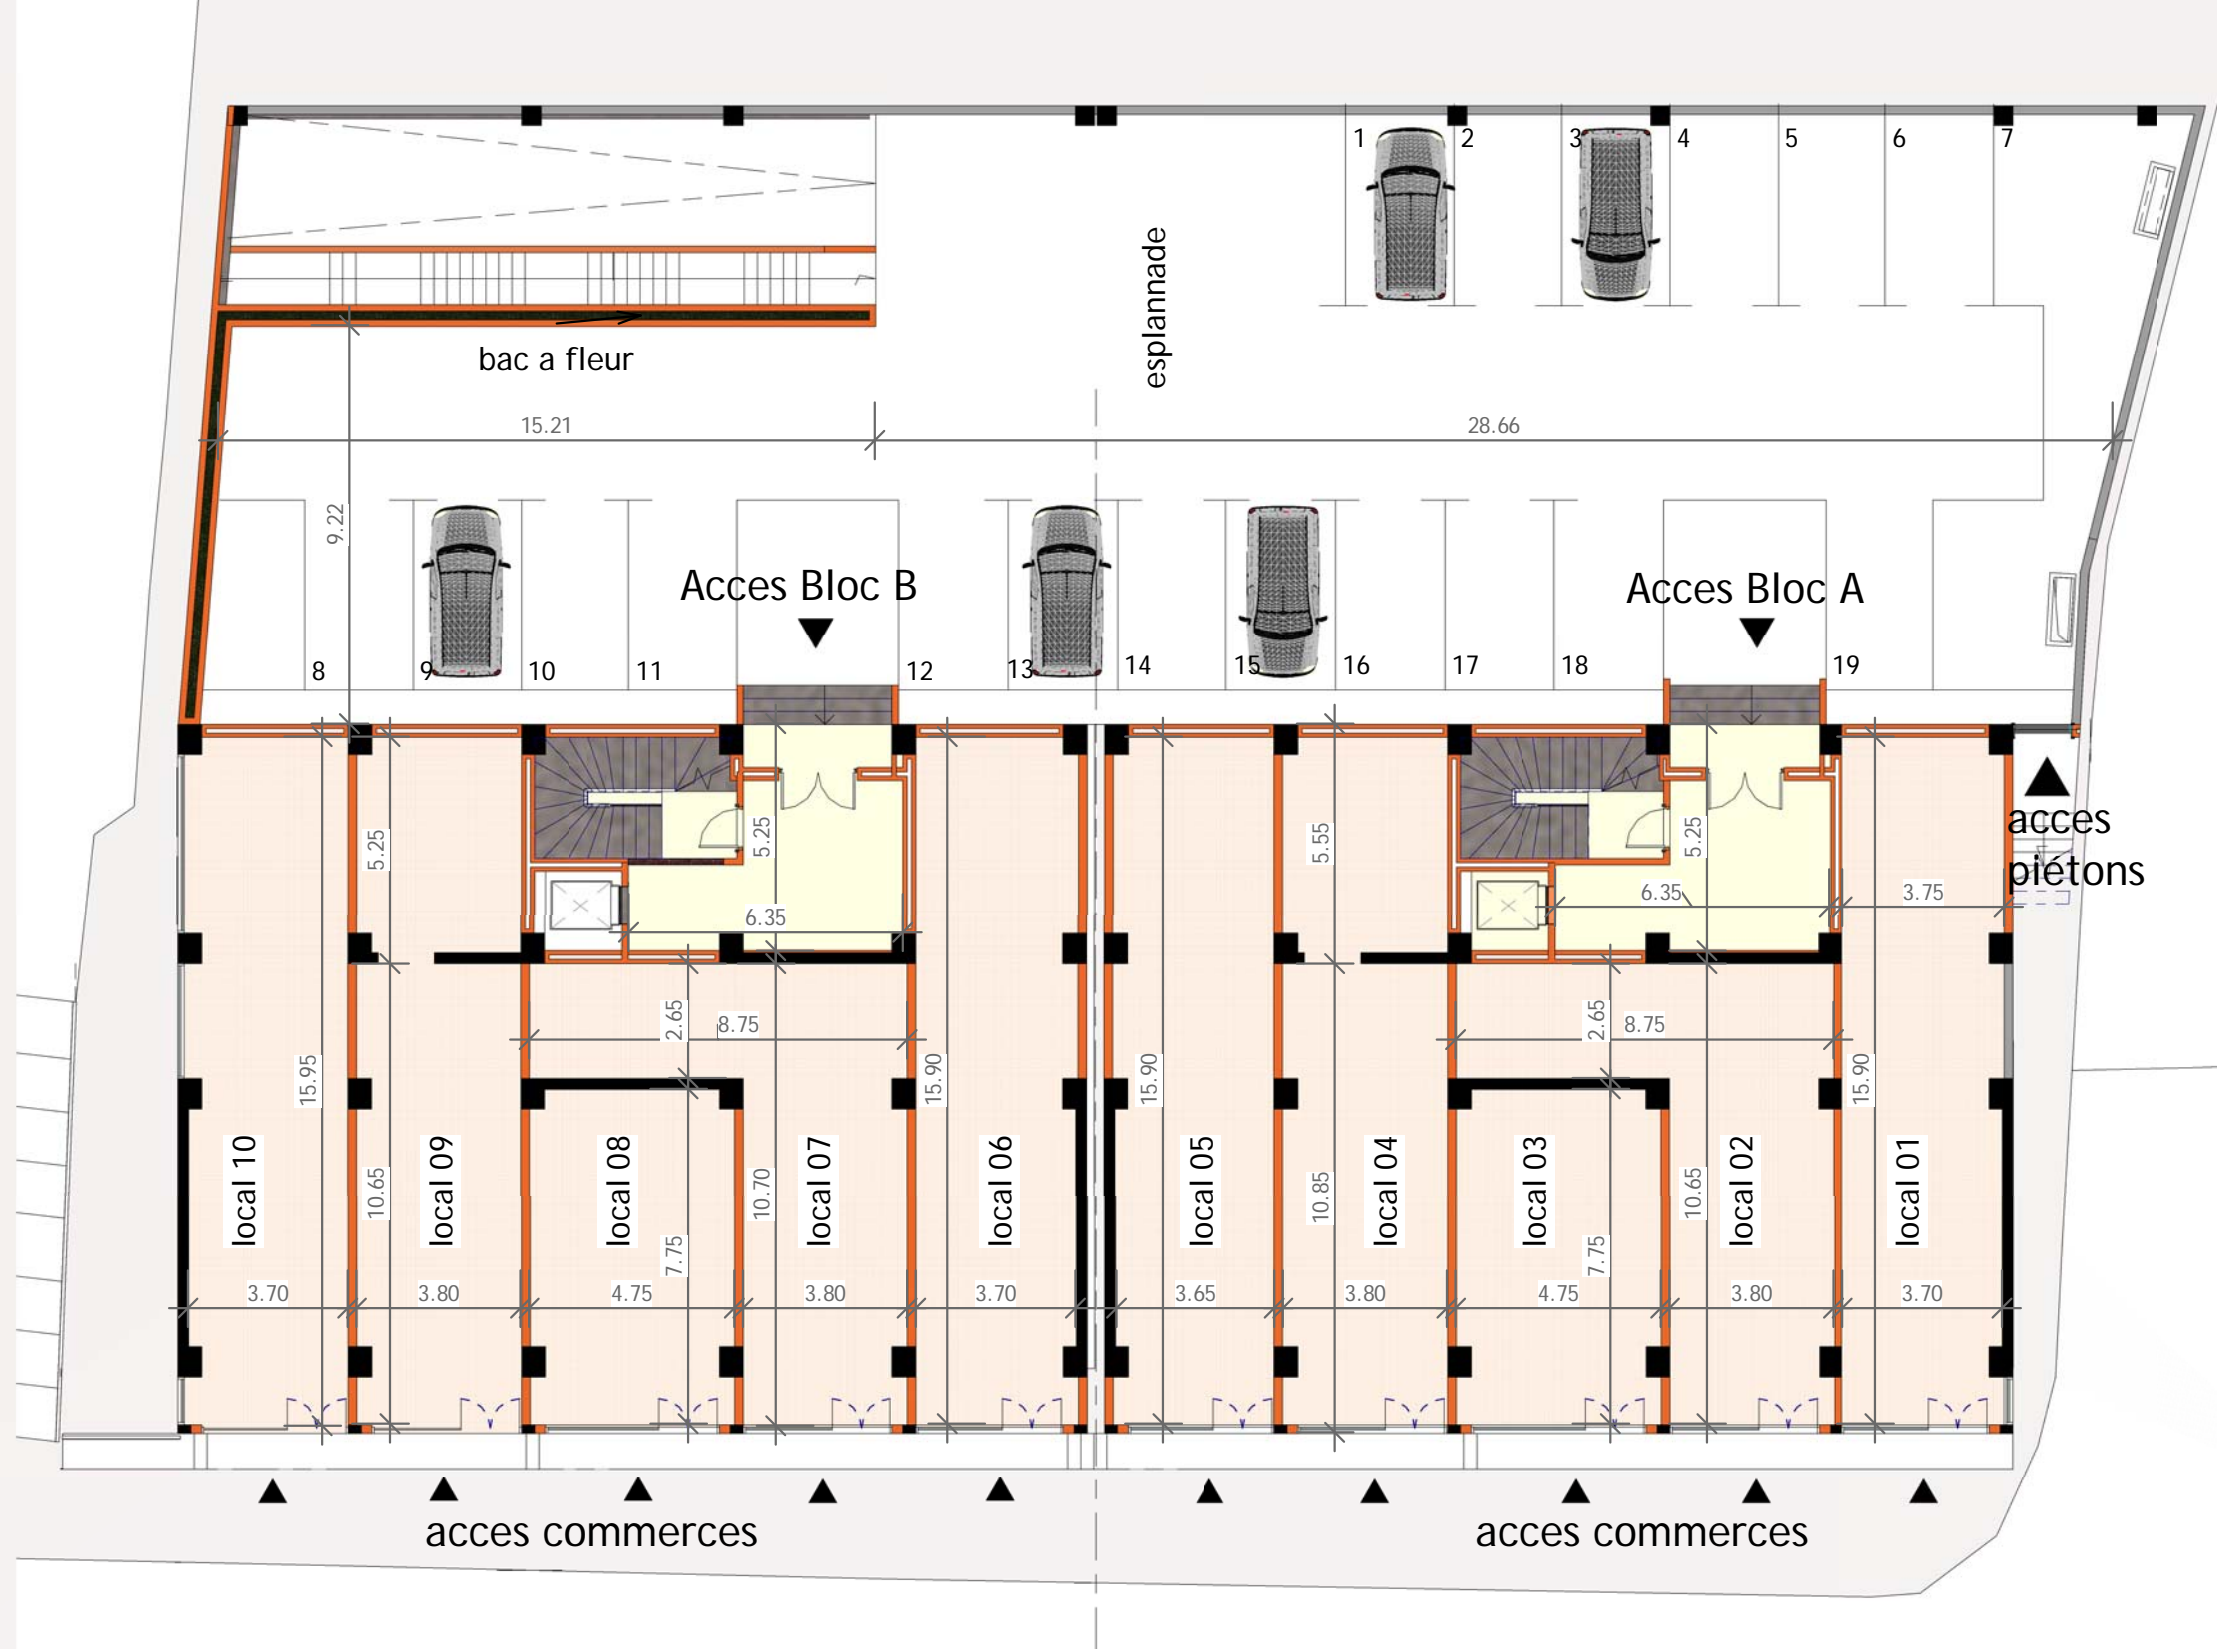 1 2 3 4 5 6 7
esplannade
bac a fleur
15.21 28.66
9.22
Acces Bloc B
Acces Bloc A
8 9 10 11 12 13 14 15 16 17 18 19
acces
piétons
5.25 5.25 5.55 5.25
6.35 6.35 3.75
2.65 8.75 2.65 8.75
15.95 15.90 15.90 15.90
local 10 local 09 local 08 local 07 local 06 local 05 local 04 local 03 local 02 local 01
10.65 10.70 10.85 10.65
7.75 7.75
3.70 3.80 4.75 3.80 3.70 3.65 3.80 4.75 3.80 3.70
acces commerces acces commerces